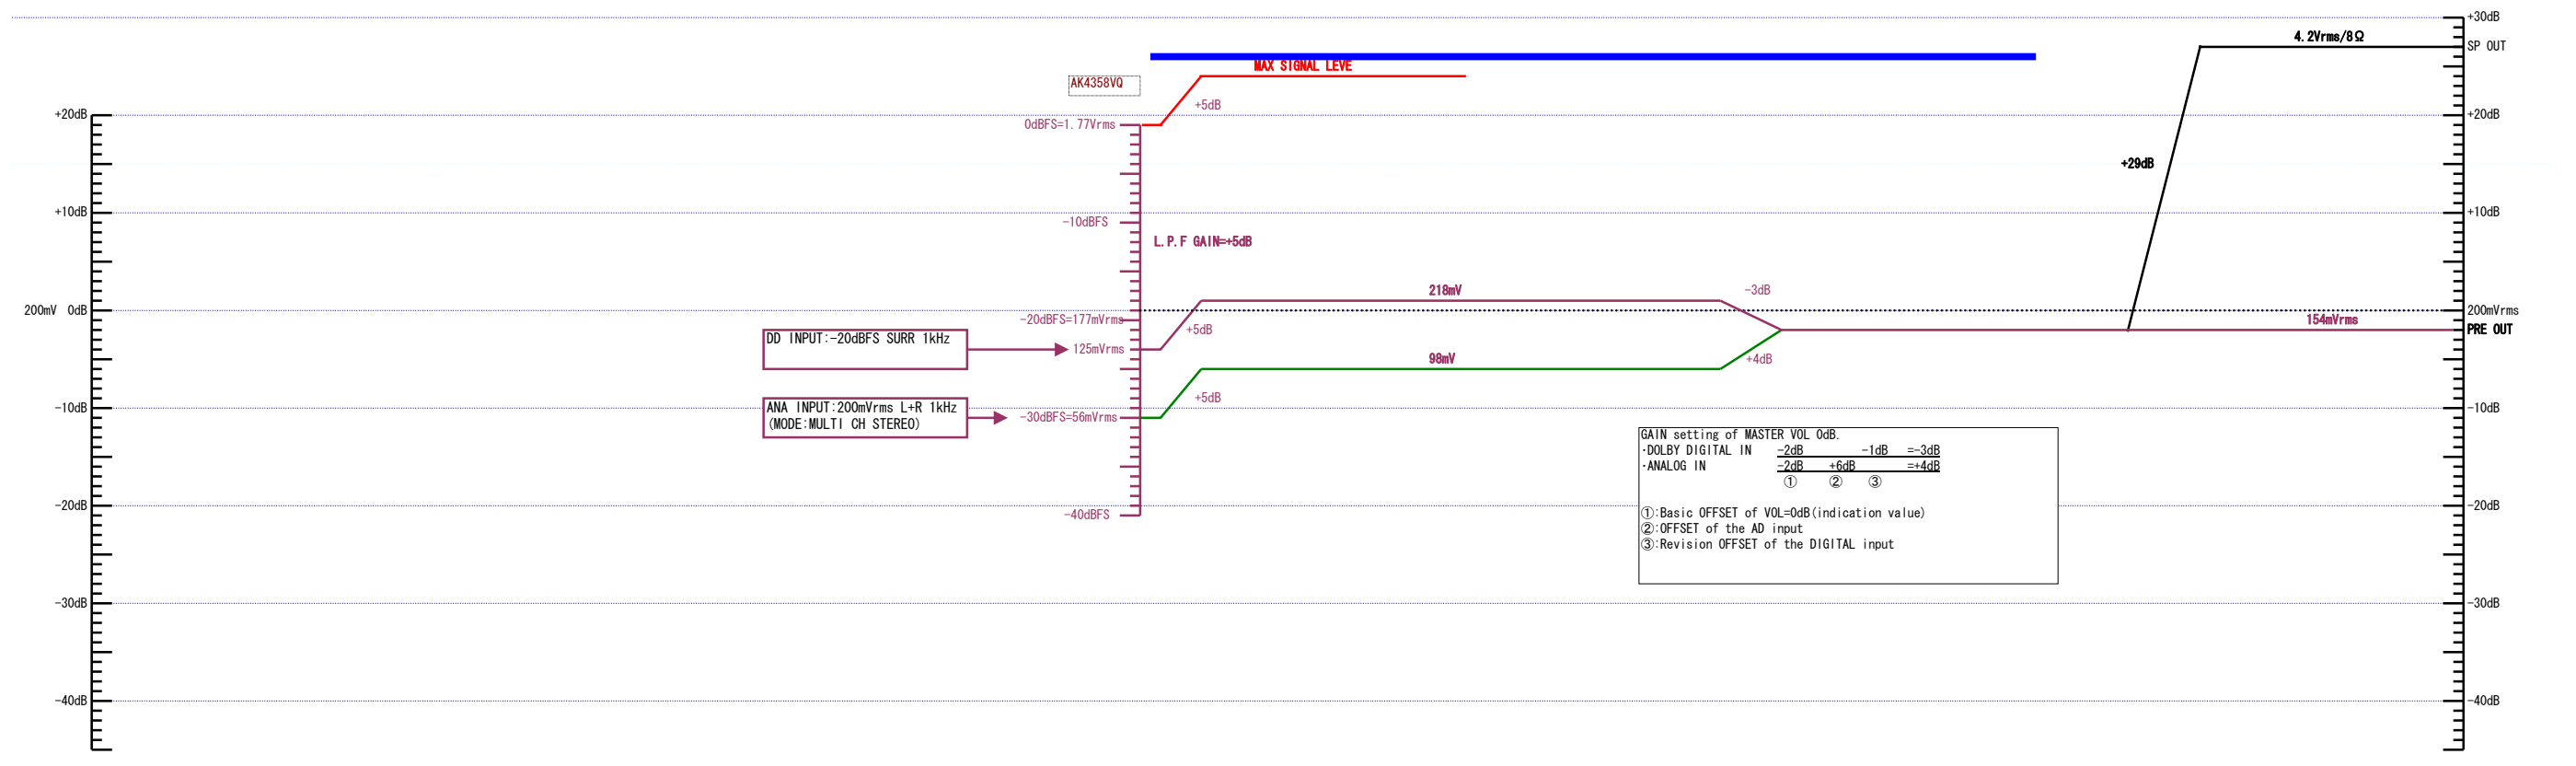 +30dB
4.2Vrms/8Ω
SP OUT
MAX SIGNAL LEVE
AK4358VQ
+5dB
+20dB
0dBFS=1.77Vrms
+20dB
+29dB
+10dB
-10dBFS
+10dB
L.P.F GAIN=+5dB
218mV
-3dB
200mV 0dB
-20dBFS=177mVrms
200mVrms
154mVrms
+5dB
PRE OUT
DD INPUT:-20dBFS SURR 1kHz
125mVrms
98mV
+4dB
+5dB
-10dB
ANA INPUT:200mVrms L+R 1kHz
(MODE:MULTI CH STEREO)
-30dBFS=56mVrms
-10dB
GAIN setting of MASTER VOL 0dB.
·DOLBY DIGITAL IN -2dB -1dB =-3dB
·ANALOG IN -2dB +6dB =+4dB
① ② ③
-20dB
-40dBFS
①:Basic OFFSET of VOL=0dB(indication value)
②:OFFSET of the AD input
③:Revision OFFSET of the DIGITAL input
-20dB
-30dB
-30dB
-40dB
-40dB